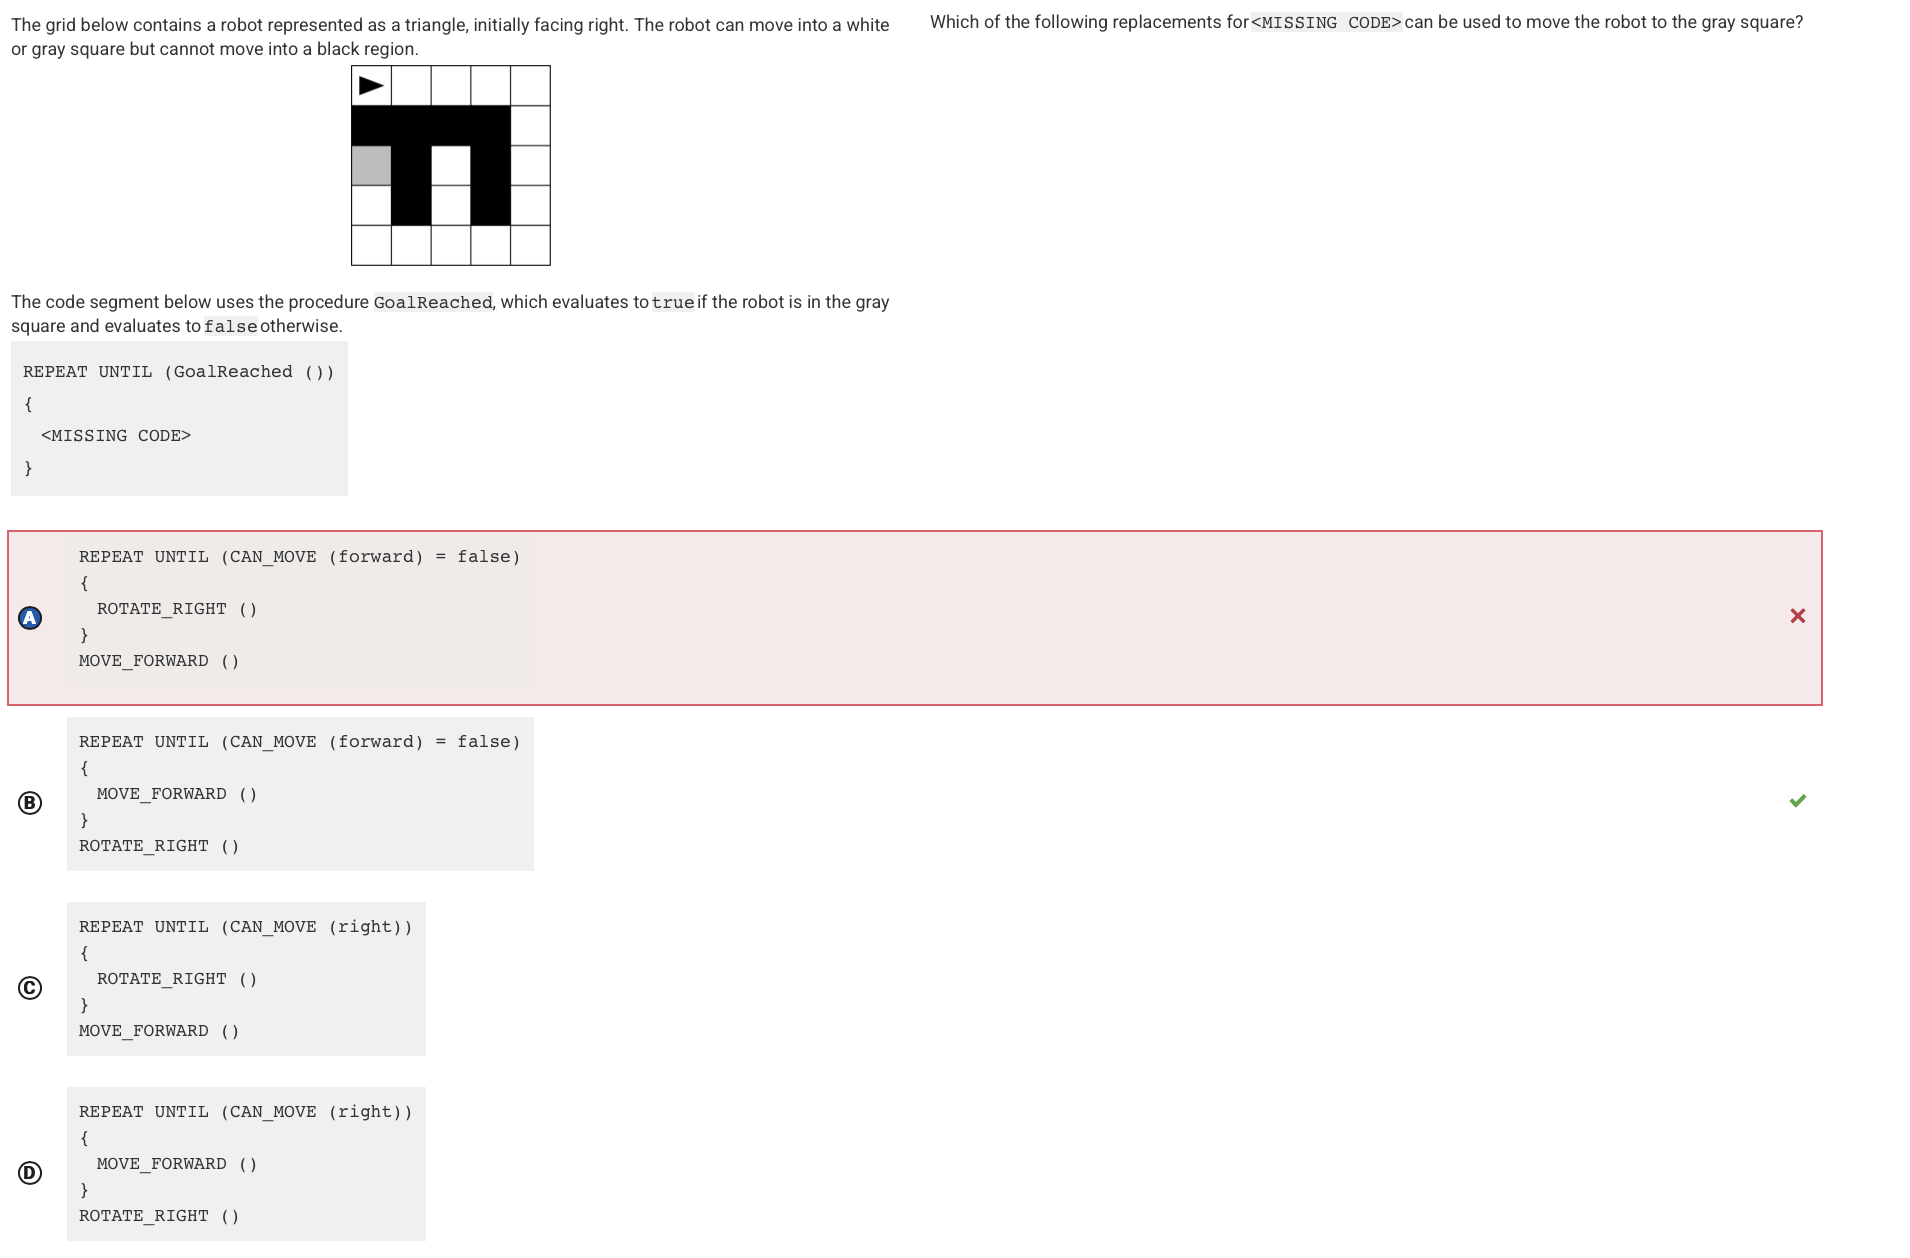 The grid below contains a robot represented as a triangle, initially facing right. The robot can move into a white
or gray square but cannot move into a black region.
The code segment below uses the procedure GoalReached, which evaluates to true if the robot is in the gray
square and evaluates to false otherwise.
REPEAT UNTIL (GoalReached ())
{
<MISSING CODE>
}
Which of the following replacements for <MISSING CODE> can be used to move the robot to the gray square?
A
REPEAT UNTIL (CAN_MOVE (forward) = false)
{
ROTATE_RIGHT ()
}
MOVE_FORWARD ()
B
REPEAT UNTIL (CAN_MOVE (forward) = false)
{
MOVE_FORWARD ()
}
ROTATE_RIGHT ()
C
REPEAT UNTIL (CAN_MOVE (right))
{
ROTATE_RIGHT ()
}
MOVE_FORWARD ()
D
REPEAT UNTIL (CAN_MOVE (right))
{
MOVE_FORWARD ()
}
ROTATE_RIGHT ()